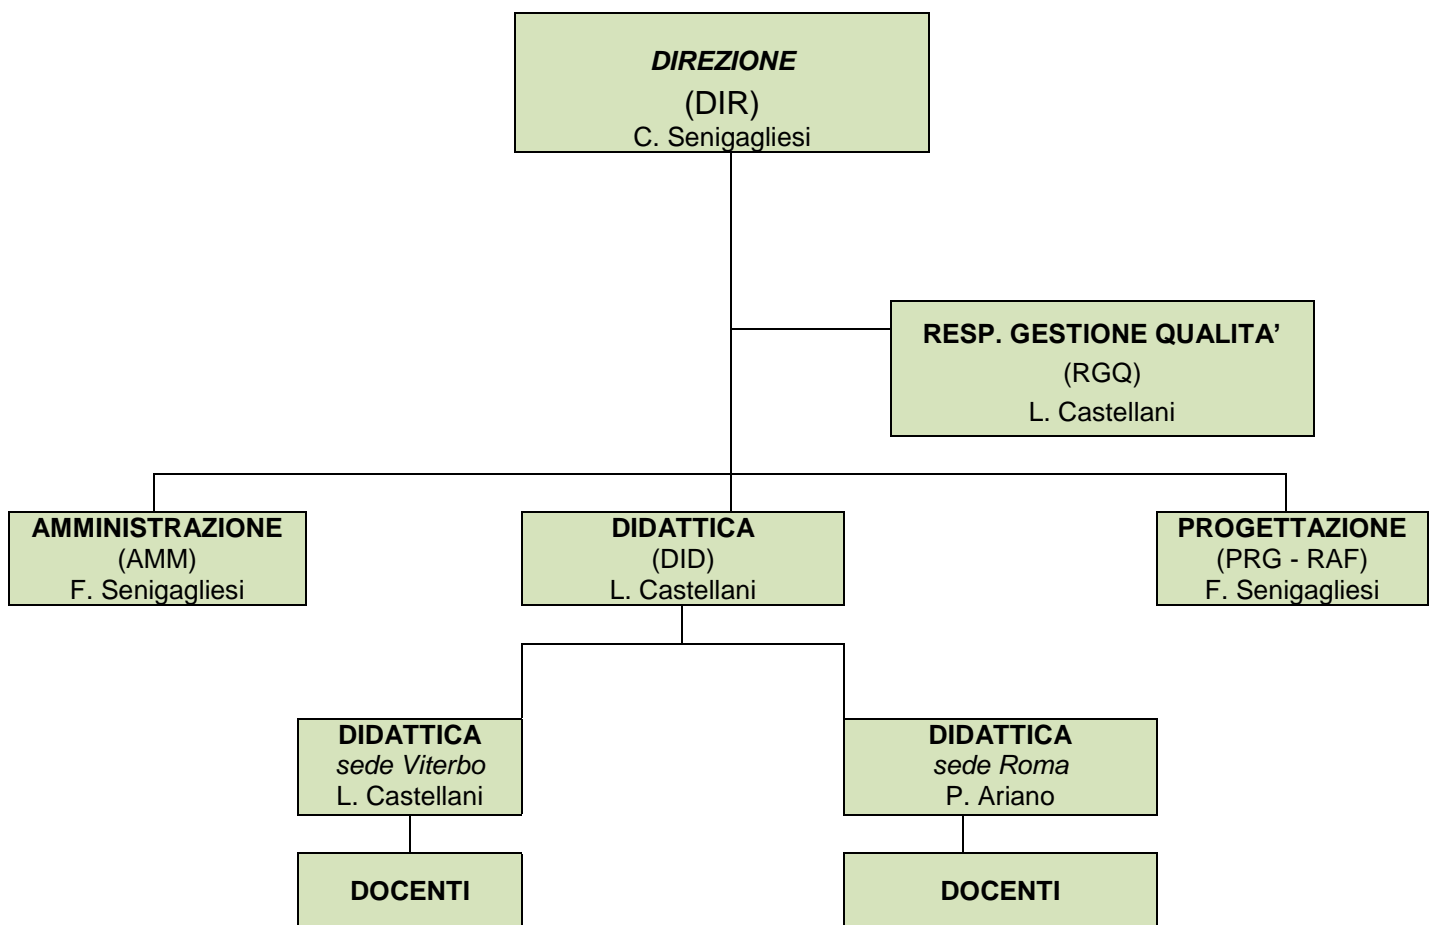 DIREZIONE
(DIR)
C. Senigagliesi
RESP. GESTIONE QUALITA’
(RGQ)
L. Castellani
AMMINISTRAZIONE
(AMM)
F. Senigagliesi
DIDATTICA
(DID)
L. Castellani
PROGETTAZIONE
(PRG - RAF)
F. Senigagliesi
DIDATTICA
sede Viterbo
L. Castellani
DIDATTICA
sede Roma
P. Ariano
DOCENTI
DOCENTI